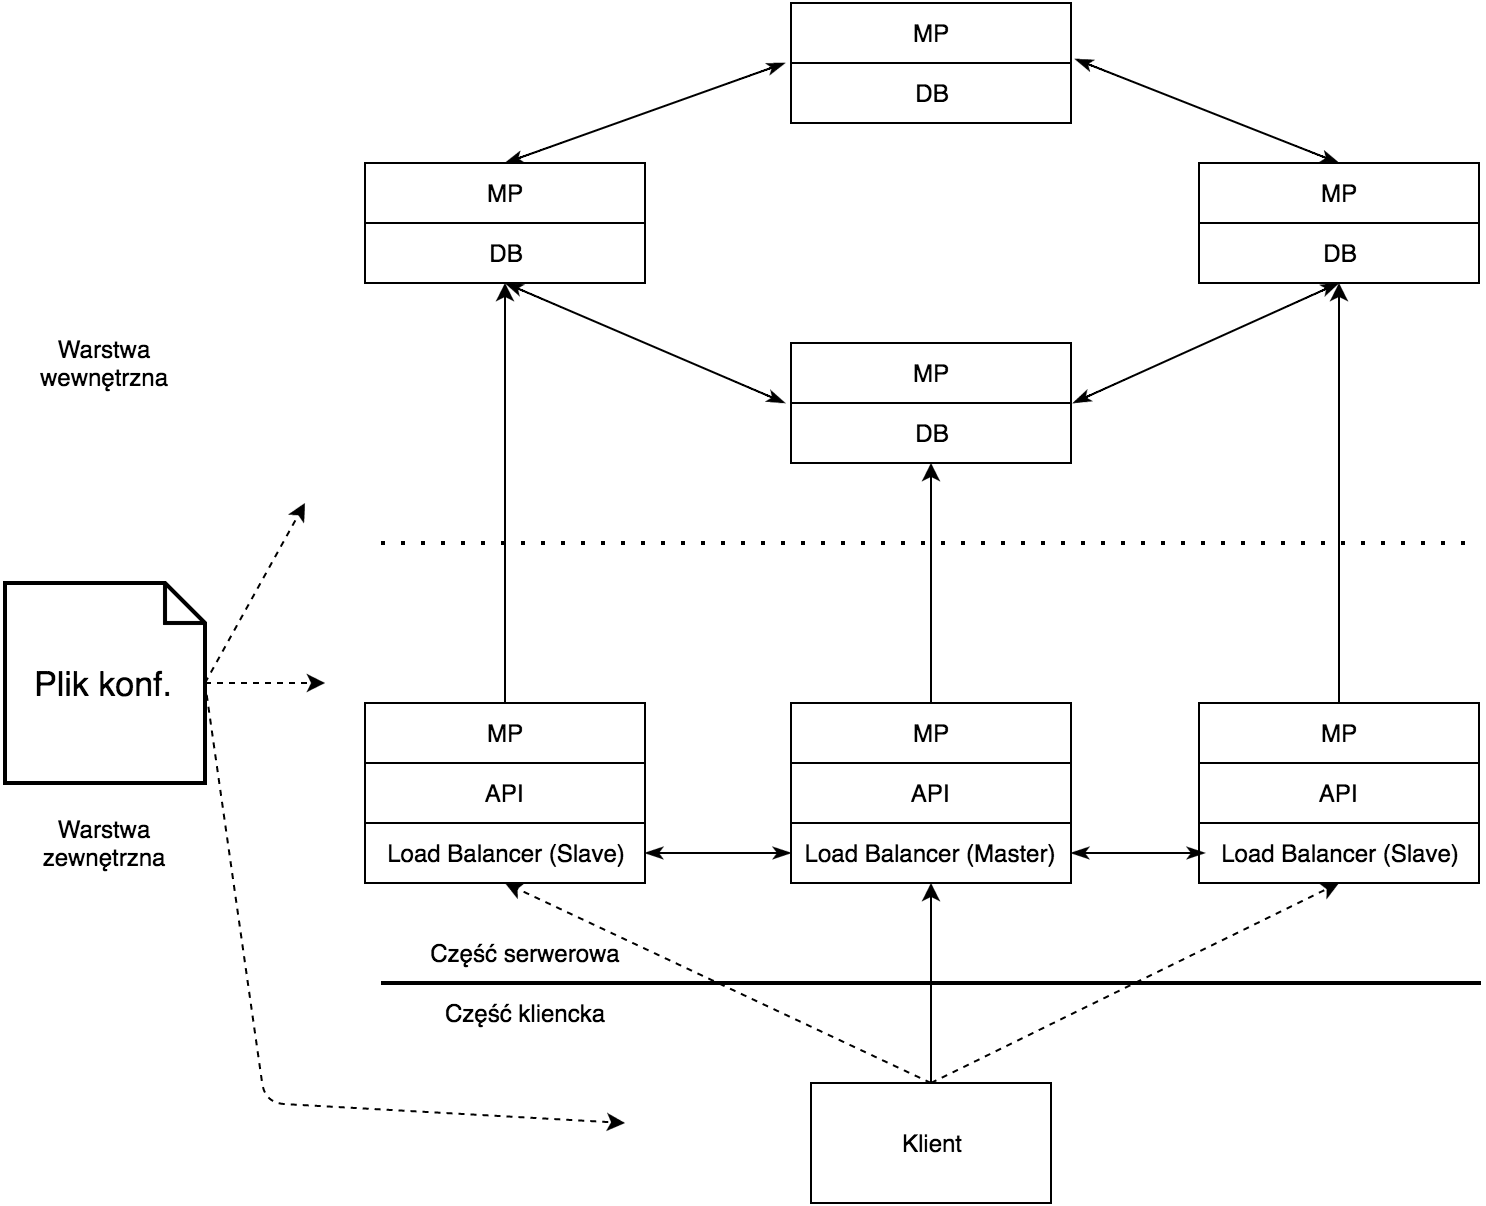 MP
DB
MP
DB
MP
DB
Warstwa
wewnętrzna
MP
DB
Plik konf.
Warstwa
zewnętrzna
MP
API
Load Balancer (Slave)
MP
API
Load Balancer (Master)
MP
API
Load Balancer (Slave)
Część serwerowa
Część kliencka
Klient